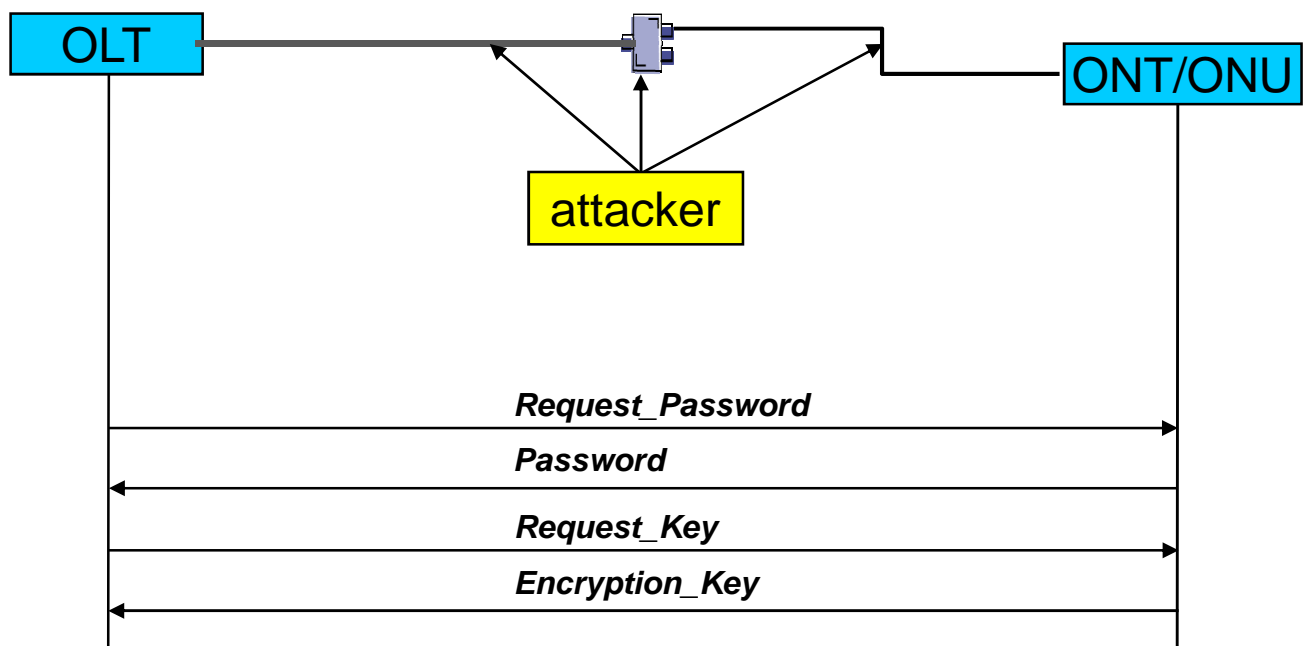 OLT
ONT/ONU
attacker
Request_Password
Password
Request_Key
Encryption_Key